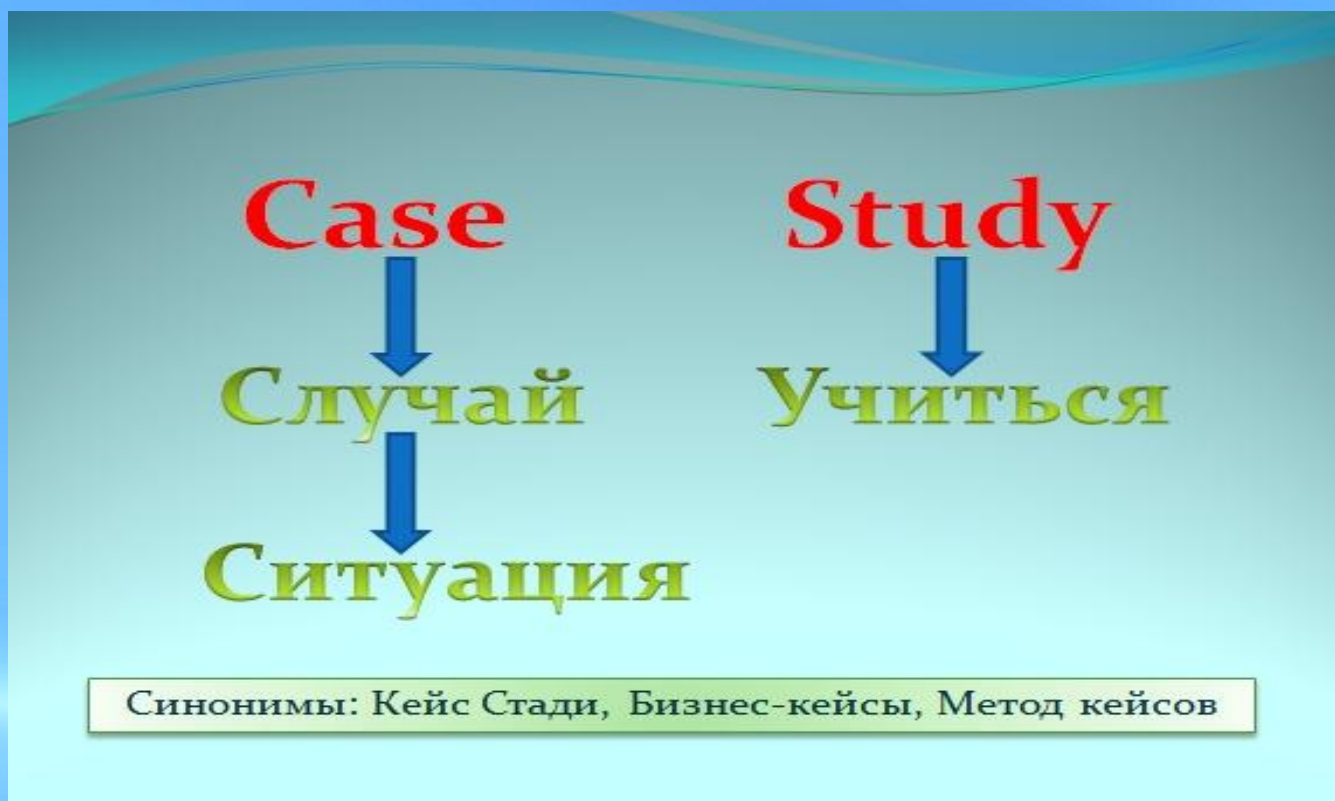 Case Study
Случай Учиться
Ситуация
Синонимы: Кейс Стади, Бизнес-кейсы, Метод кейсов